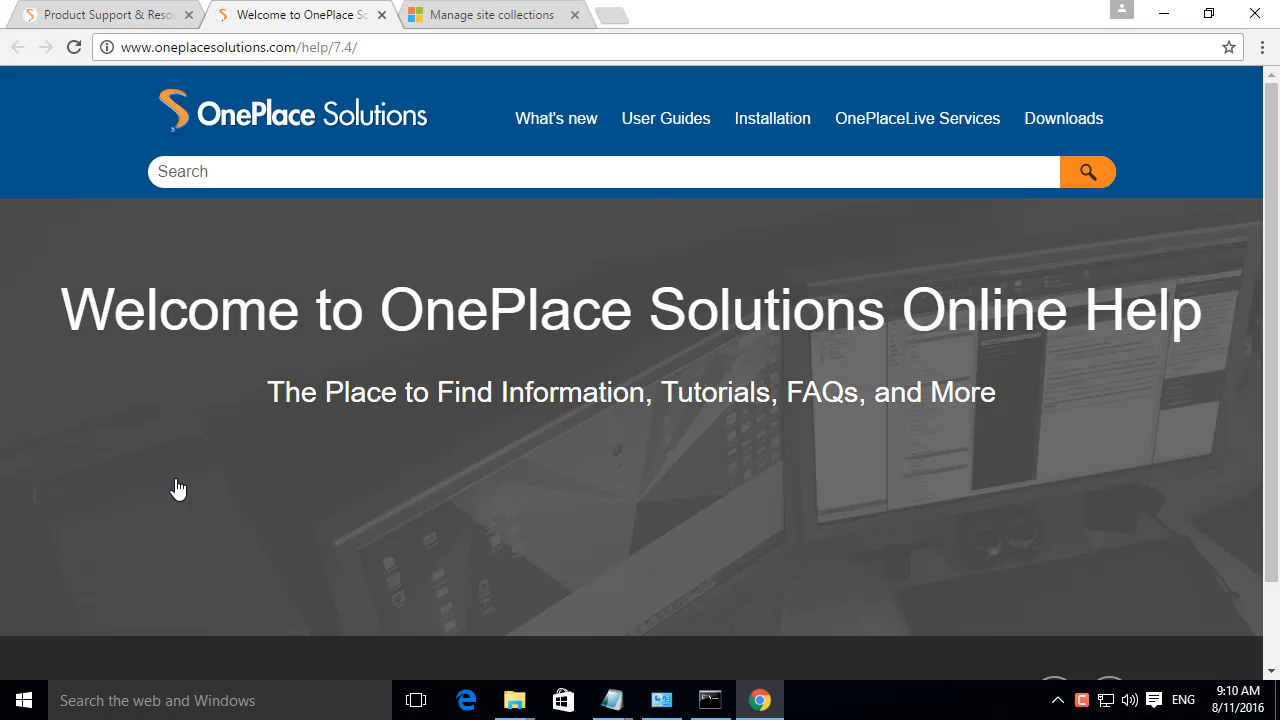 Product Support & Reso
Welcome to OnePlace So
Manage site collections
www.oneplacesolutions.com/help/7.4/
OnePlace Solutions
What's new
User Guides
Installation
OnePlaceLive Services
Downloads
Search
Welcome to OnePlace Solutions Online Help
The Place to Find Information, Tutorials, FAQs, and More
Search the web and Windows
ENG
9:10 AM
8/11/2016